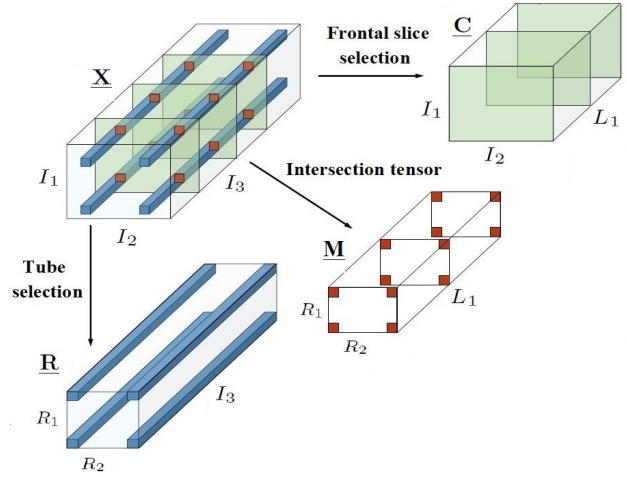 X
Frontal slice
selection
C
I1
I2
L1
I1
I2
I3
Intersection tensor
Tube
selection
M
R1
R2
L1
R
R1
R2
I3